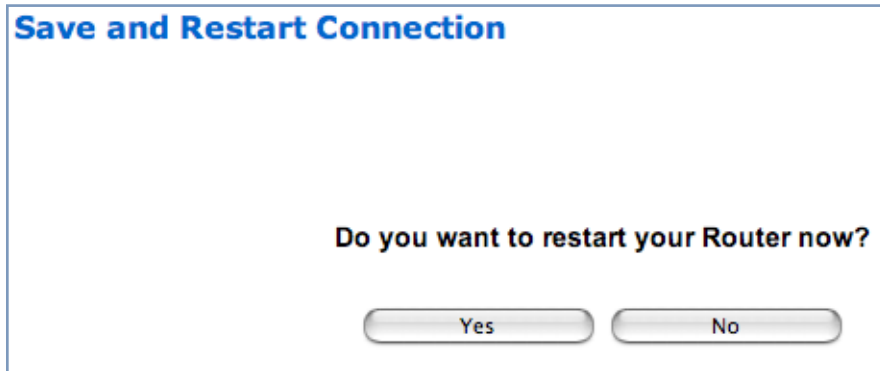 Save and Restart Connection
Do you want to restart your Router now?
Yes No